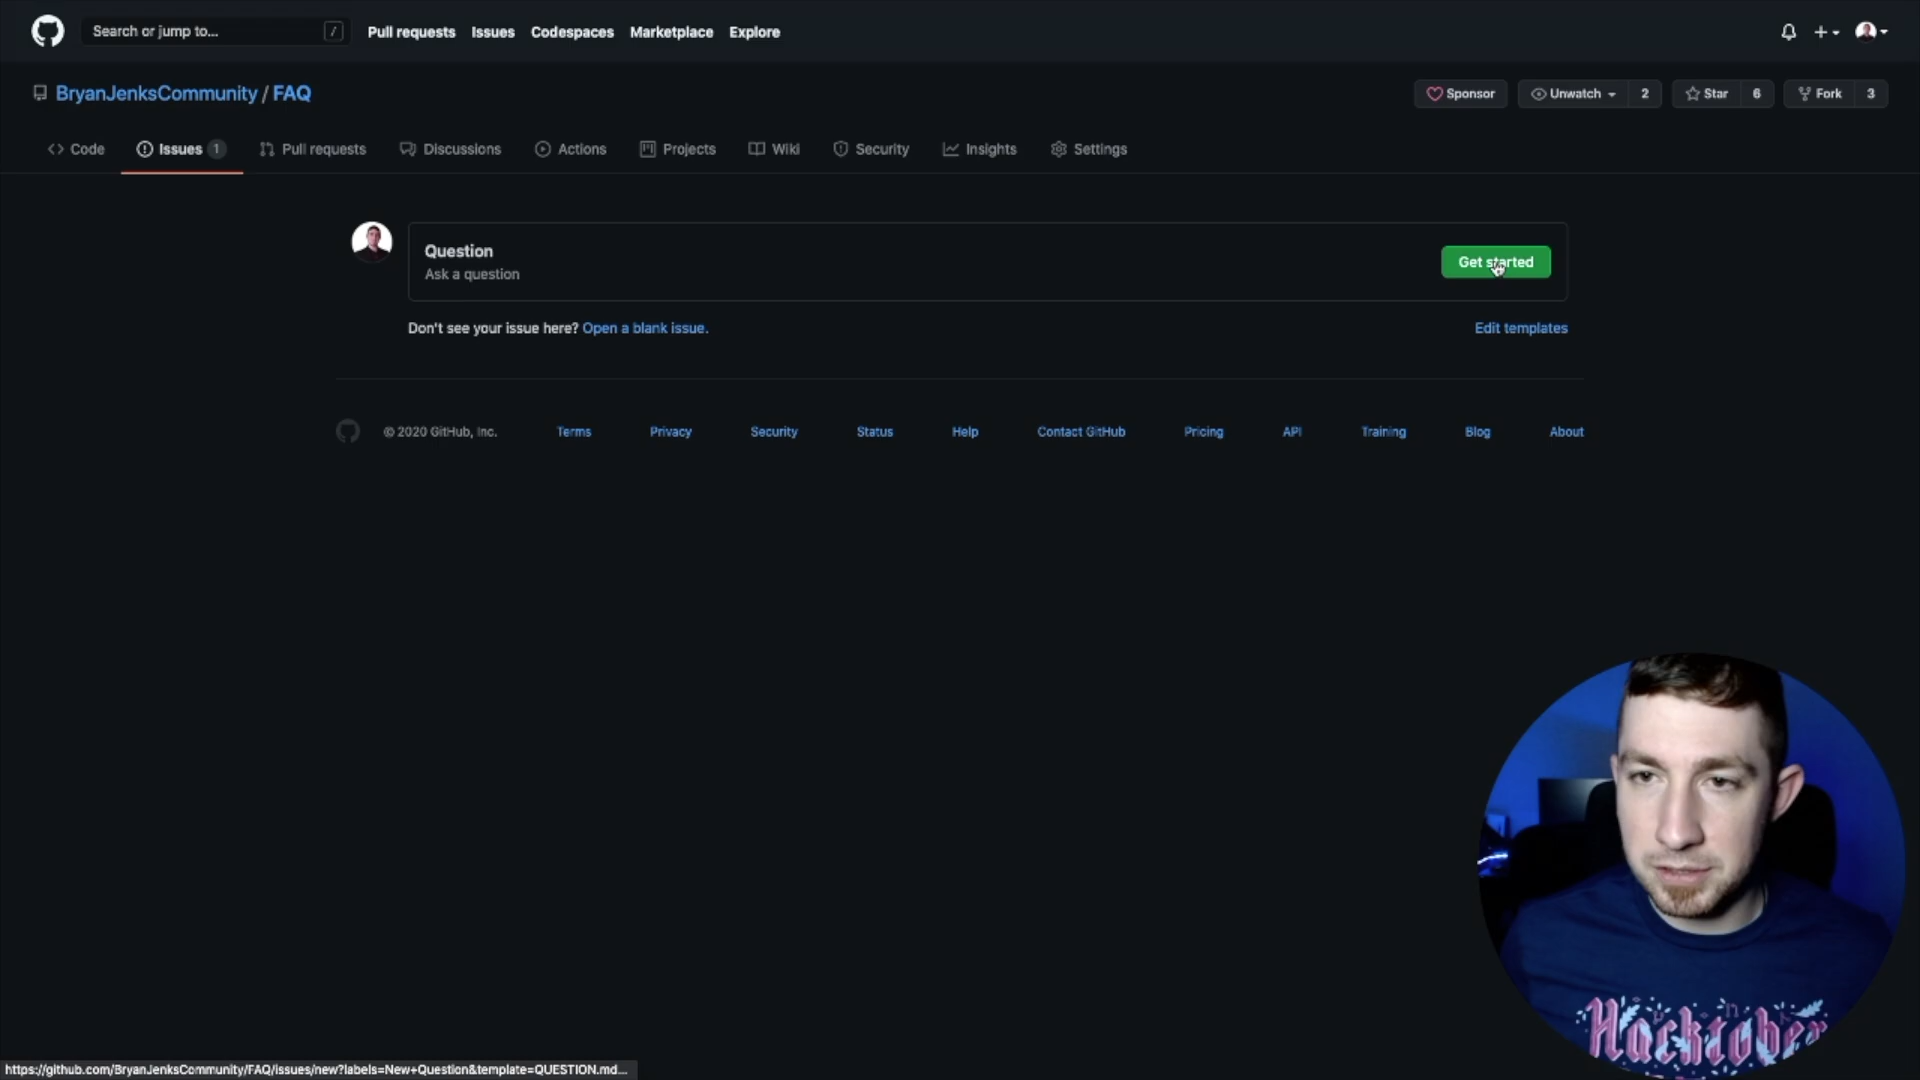 Search or jump to... /
Pull requests Issues Codespaces Marketplace Explore
BryanJenksCommunity / FAQ
Sponsor Unwatch 2 Star 6 Fork 3
Code Issues 1 Pull requests Discussions Actions Projects Wiki Security Insights Settings
Question
Ask a question
Get started
Don't see your issue here? Open a blank issue.
Edit templates
© 2020 GitHub, Inc. Terms Privacy Security Status Help Contact GitHub Pricing API Training Blog About
Hacktober
https://github.com/BryanJenksCommunity/FAQ/issues/new?labels=New+Question&template=QUESTION.md...